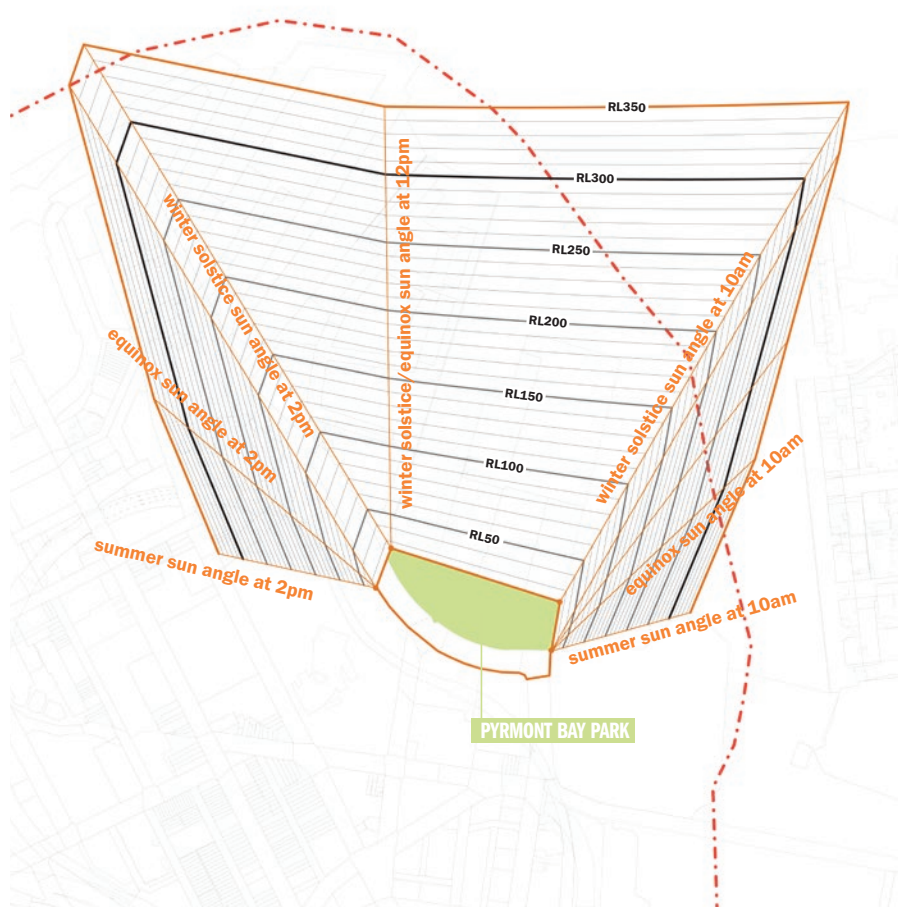 RL350
winter solstice/equinox sun angle at 12pm
RL300
winter solstice sun angle at 2pm
RL250
winter solstice sun angle at 10am
RL200
equinox sun angle at 2pm
RL150
RL100
equinox sun angle at 10am
RL50
summer sun angle at 2pm
summer sun angle at 10am
PYRMONT BAY PARK